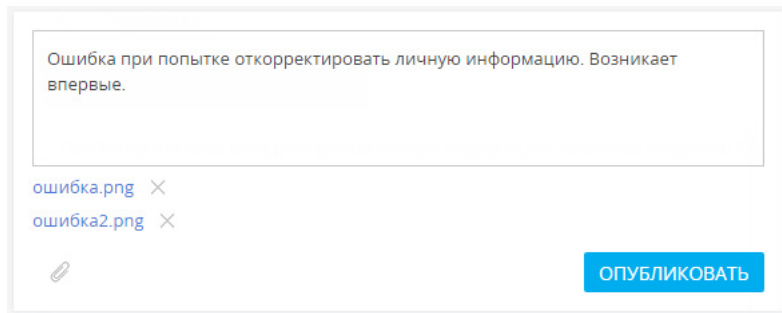 Ошибка при попытке откорректировать личную информацию. Возникает
впервые.
ошибка.png
ошибка2.png
ОПУБЛИКОВАТЬ